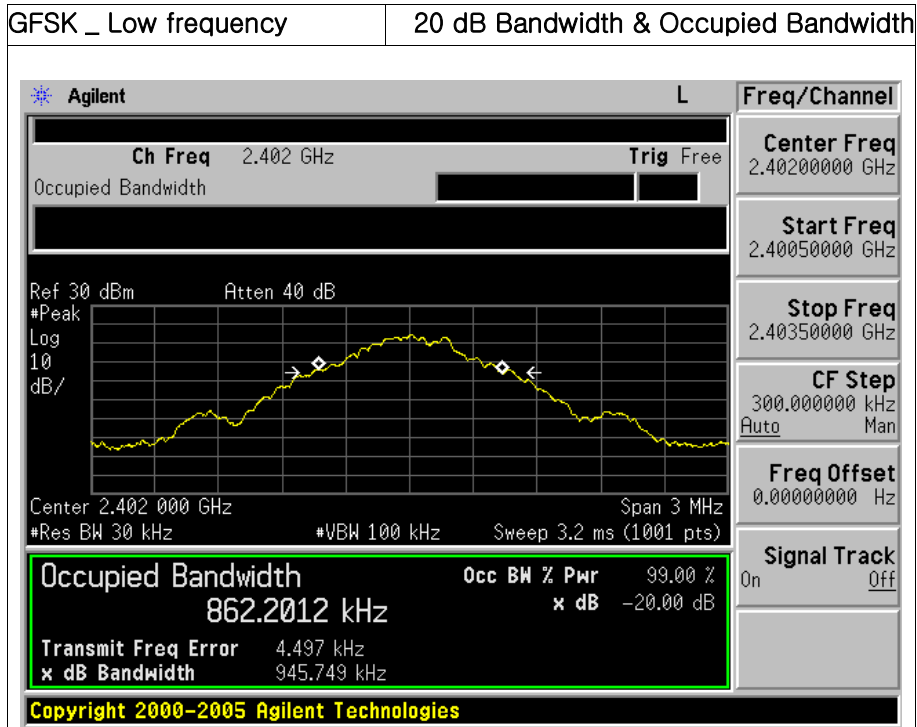 GFSK _ Low frequency 20 dB Bandwidth & Occupied Bandwidth
Agilent L Freq/Channel
Ch Freq 2.402 GHz Trig Free
Occupied Bandwidth
Center Freq
2.40200000 GHz
Start Freq
2.40050000 GHz
Stop Freq
2.40350000 GHz
CF Step
300.000000 kHz
Auto Man
Freq Offset
0.00000000 Hz
Signal Track
On Off
Ref 30 dBm Atten 40 dB
#Peak
Log
10
dB/
Center 2.402 000 GHz Span 3 MHz
#Res BW 30 kHz #VBW 100 kHz Sweep 3.2 ms (1001 pts)
Occupied Bandwidth Occ BW % Pwr 99.00 %
862.2012 kHz x dB -20.00 dB
Transmit Freq Error 4.497 kHz
x dB Bandwidth 945.749 kHz
Copyright 2000-2005 Agilent Technologies